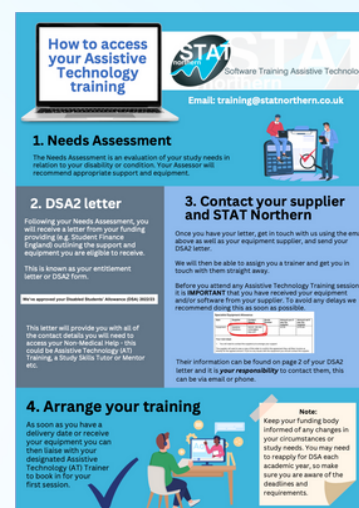 How to access
your Assistive
Technology
training
STAT
northern
Software Training Assistive Technolo
Email: training@statnorthern.co.uk
1. Needs Assessment
The Needs Assessment is an evaluation of your study needs in
relation to your disability or condition. Your Assessor will
recommend appropriate support and equipment.
2. DSA2 letter
Following your Needs Assessment, you
will receive a letter from your funding
providing (e.g. Student Finance
England) outlining the support and
equipment you are eligible to receive.
This is known as your entitlement
letter or DSA2 form.
We've approved your Disabled Students' Allowance (DSA) 2022/23
This letter will provide you with all of
the contact details you will need to
access your Non-Medical Help - this
could be Assistive Technology (AT)
Training, a Study Skills Tutor or Mentor
etc.
3. Contact your supplier
and STAT Northern
Once you have your letter, get in touch with us using the ema
above as well as your equipment supplier, and send your
DSA2 letter.
We will then be able to assign you a trainer and get you in
touch with them straight away.
Before you attend any Assistive Technology Training session
it is IMPORTANT that you have received your equipment
and/or software from your supplier. To avoid any delays we
recommend doing this as soon as possible.
Their information can be found on page 2 of your DSA2
letter and it is your responsibility to contact them, this
can be via email or phone.
4. Arrange your training
As soon as you have a
delivery date or receive
your equipment you can
then liaise with your
designated Assistive
Technology (AT) Trainer
to book in for your
first session.
Note:
Keep your funding body
informed of any changes in
your circumstances or
study needs. You may need
to reapply for DSA each
academic year, so make
sure you are aware of the
deadlines and
requirements.